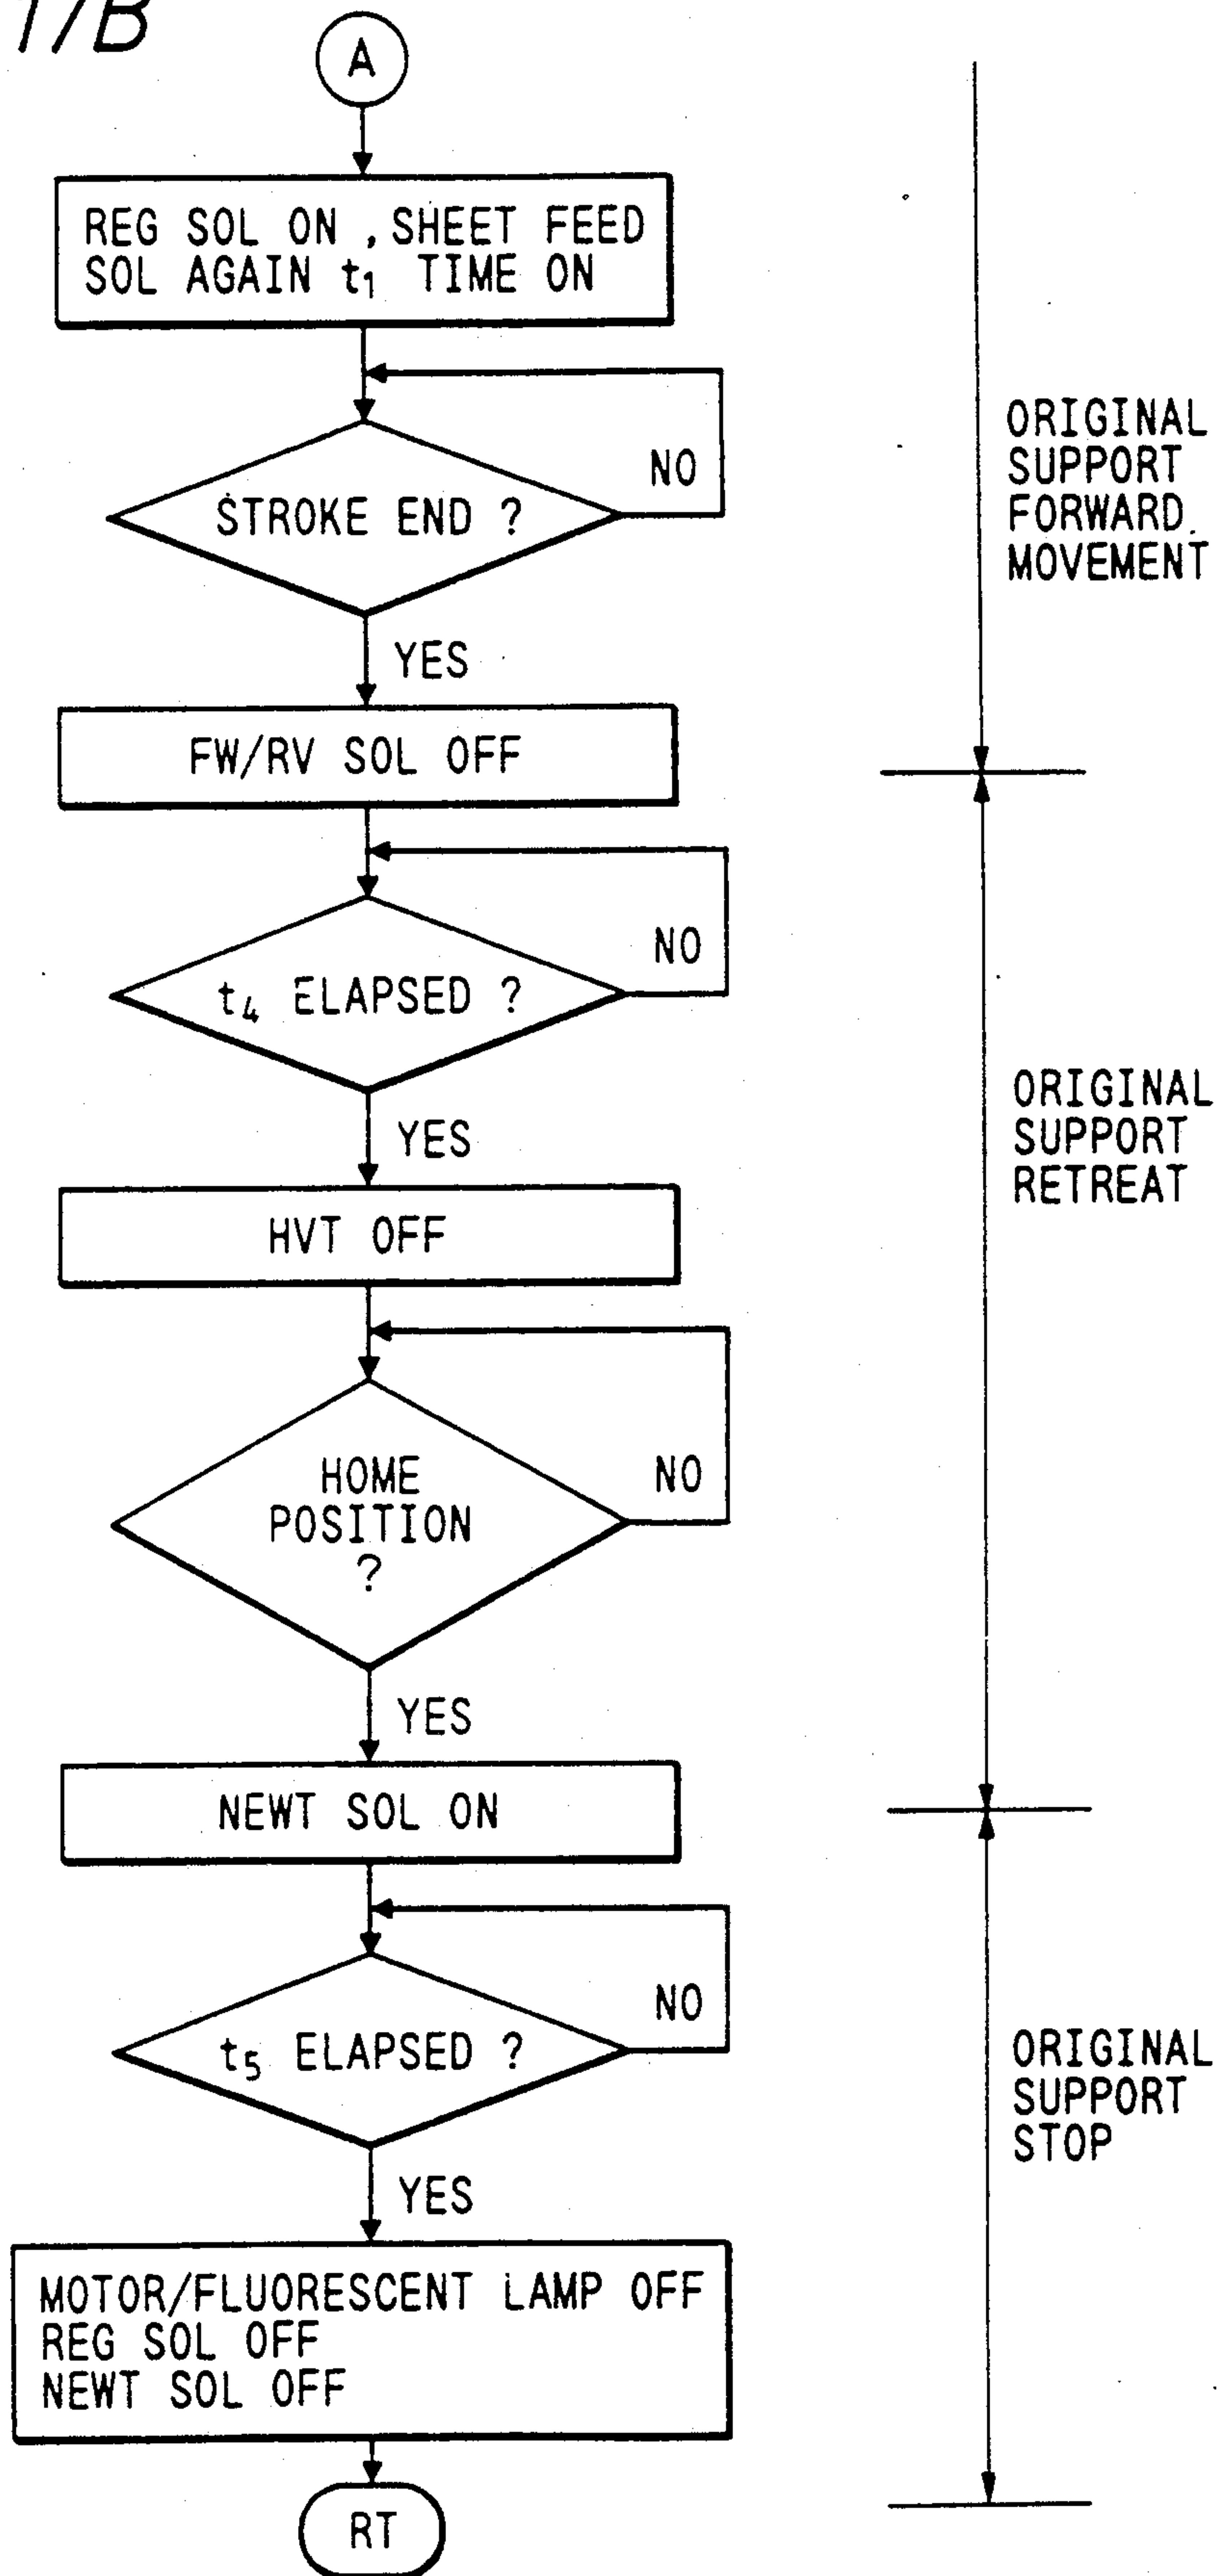 17B
A
REG SOL ON , SHEET FEED
SOL AGAIN t₁ TIME ON
NO
STROKE END ?
YES
ORIGINAL
SUPPORT
FORWARD
MOVEMENT
FW/RV SOL OFF
NO
t₄ ELAPSED ?
YES
ORIGINAL
SUPPORT
RETREAT
HVT OFF
NO
HOME
POSITION
?
YES
NEWT SOL ON
NO
t₅ ELAPSED ?
YES
ORIGINAL
SUPPORT
STOP
MOTOR/FLUORESCENT LAMP OFF
REG SOL OFF
NEWT SOL OFF
RT